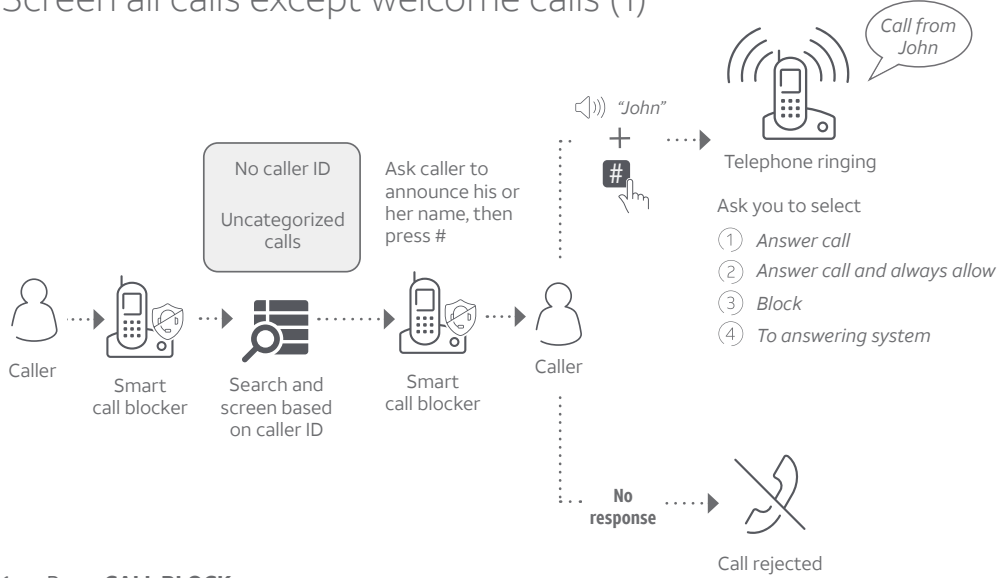 Screen all calls except welcome calls (1)
Call from
John
"John"
+
#
Telephone ringing
No caller ID
Uncategorized
calls
Ask caller to
announce his or
her name, then
press #
Ask you to select
1 Answer call
2 Answer call and always allow
3 Block
4 To answering system
Caller
Smart
call blocker
Search and
screen based
on caller ID
Smart
call blocker
Caller
No
response
Call rejected